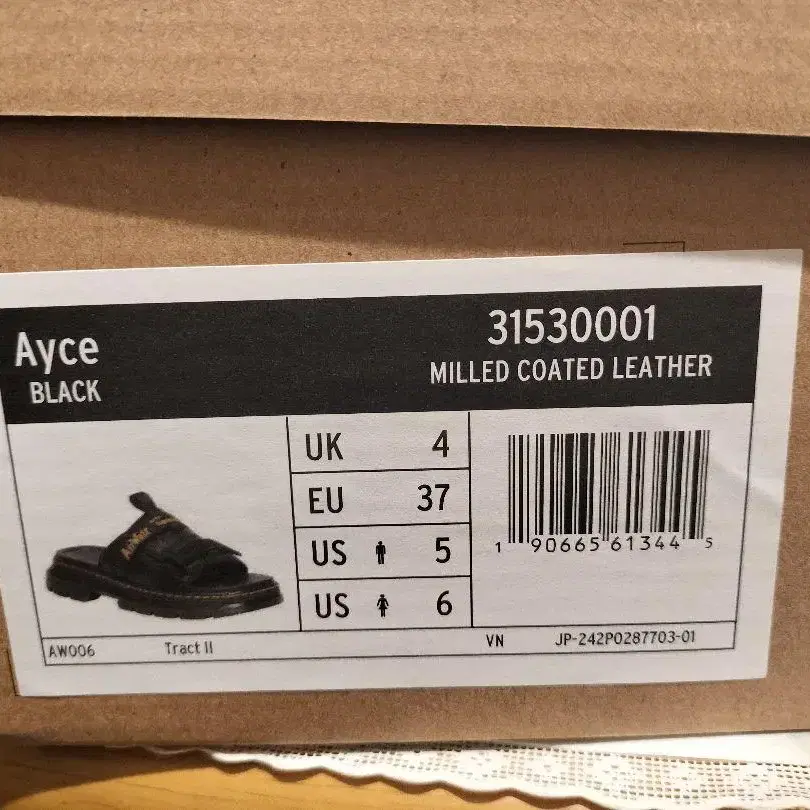 Ayce
BLACK
31530001
MILLED COATED LEATHER
UK 4
EU 37
US 5
US 6
1 90665 61344 5
AW006 Tract II VN JP-242P0287703-01